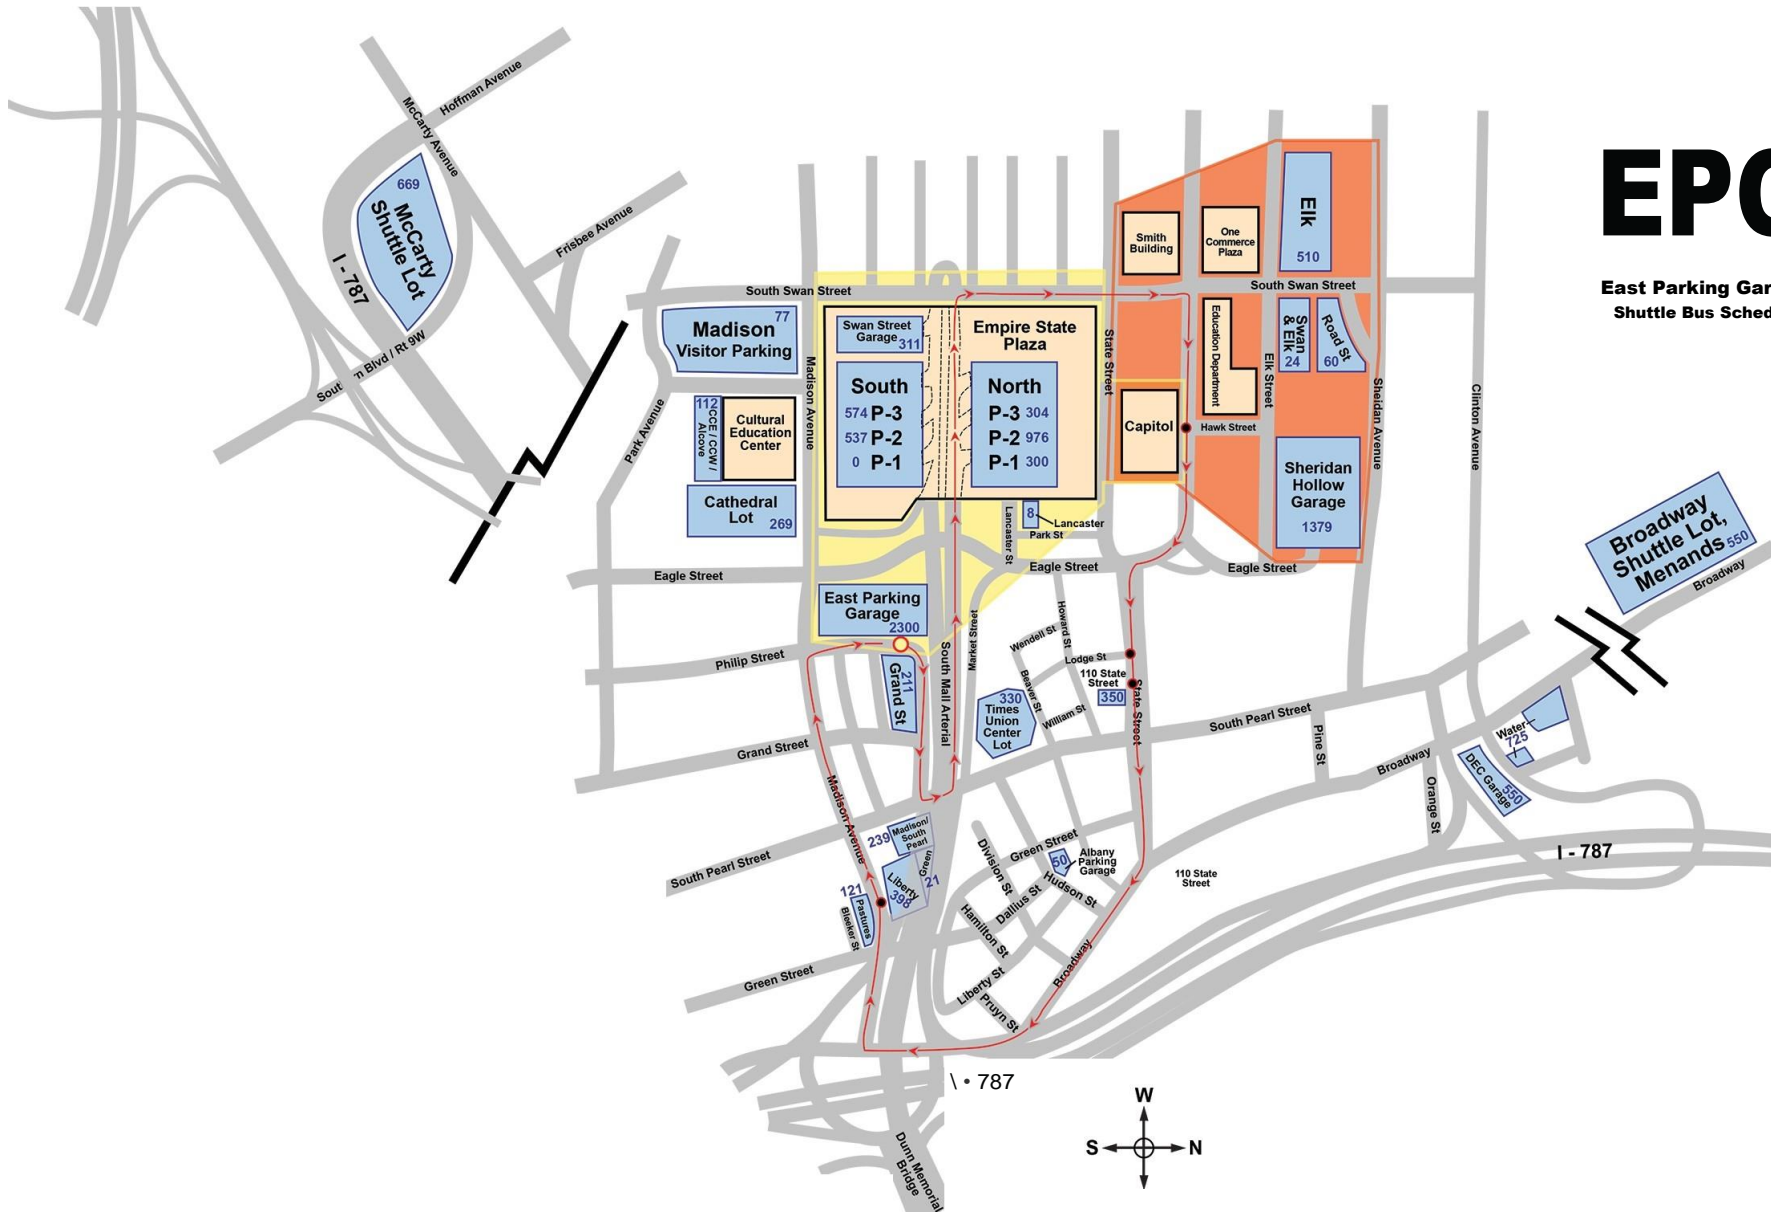 Hoffman Avenue
McCarty Avenue
669
McCarty
Shuttle Lot
I - 787
Frisbee Avenue
EPG
East Parking Gar
Shuttle Bus Sched
Smith
Building
One
Commerce
Plaza
Elk
510
South Swan Street
South Swan Street
77
Madison
Visitor Parking
Swan Street
Garage
311
Empire State
Plaza
State Street
Education Department
Elk Street
Swan
& Elk
24
Road St
60
Sheidan Avenue
Clinton Avenue
Madison Avenue
South
574 P-3
537 P-2
0 P-1
North
P-3 304
P-2 976
P-1 300
Capitol
Hawk Street
112
CCE / CCW /
Alcove
Cultural
Education
Center
Park Avenue
Cathedral
Lot
269
Sheridan
Hollow
Garage
1379
8
Lancaster
Lancaster St
Park St
Eagle Street
Eagle Street
Eagle Street
Broadway
Shuttle Lot,
Menands
550
Broadway
East Parking
Garage
2300
Philip Street
211
Grand St
South Mall Arterial
Market Street
Howard St
Wendell St
Lodge St
Beaver St
William St
110 State
Street
350
State Street
330
Times
Union
Center
Lot
South Pearl Street
Pine St
Grand Street
Madison Avenue
Broadway
Orange St
Water
725
DEC Garage
550
I - 787
239
Madison/
South
Pearl
Green
21
Liberty
398
121
Pastures
Bleeker St
South Pearl Street
Green Street
Division St
Green Street
50
Albany
Parking
Garage
Hudson St
Dallius St
Hamilton St
Liberty St
Pruyn St
Broadway
110 State
Street
\ • 787
Dunn Memorial
Bridge
W
S
N